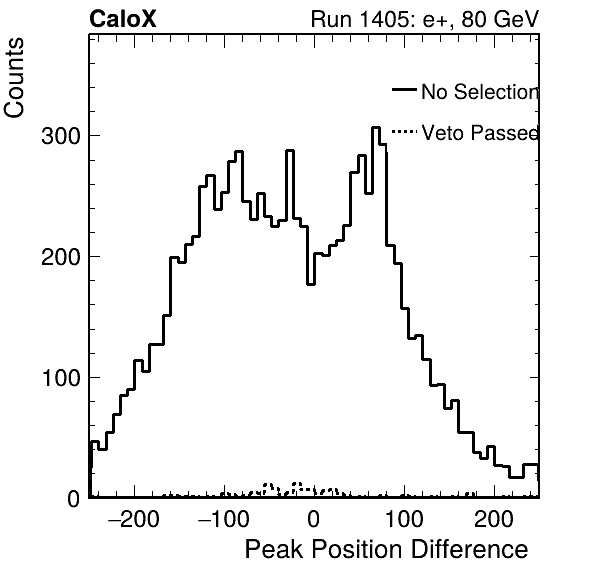 CaloX Run 1405: e+, 80 GeV
Counts
No Selection
Veto Passed
300
200
100
0
−200 −100 0 100 200
Peak Position Difference